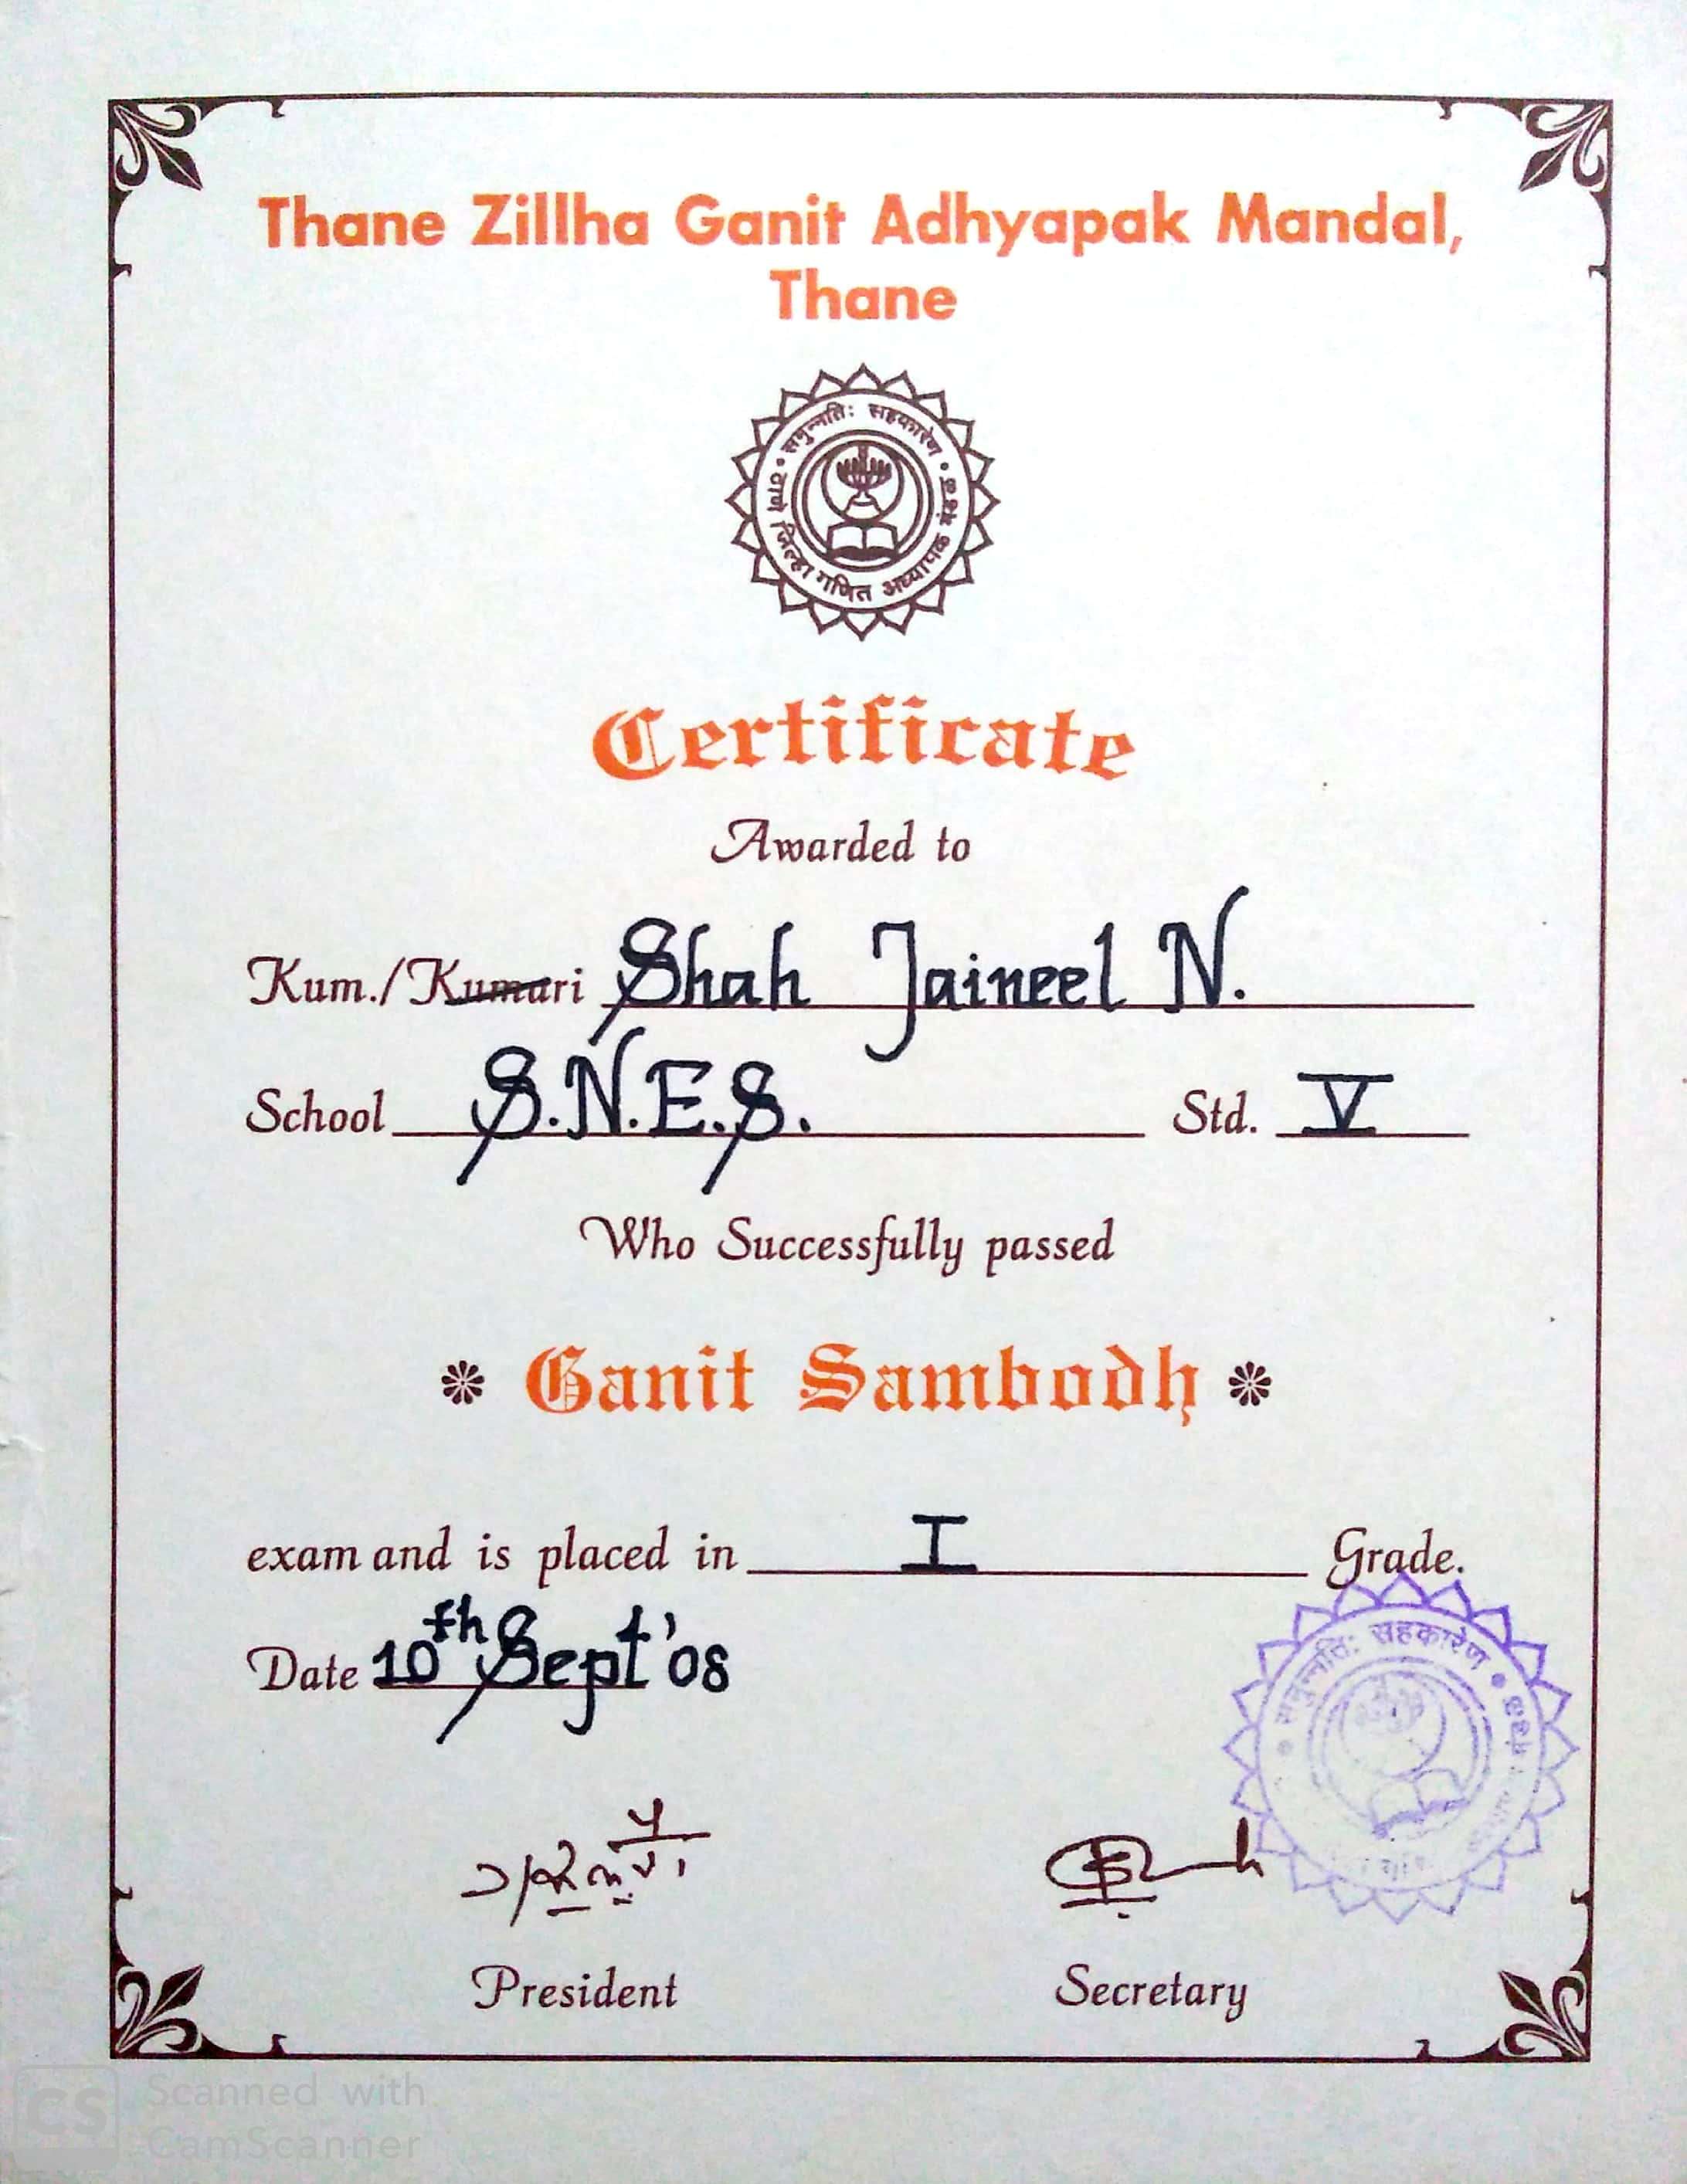 Thane Zillha Ganit Adhyapak Mandal,
Thane
समुन्नतिः सहकारेण
ठाणे जिल्हा गणित अध्यापक मंडळ
Certificate
Awarded to
Kum./Kumari Shah Jaineel N.
School S.N.E.S. Std. V
Who Successfully passed
Ganit Sambodh
exam and is placed in I Grade.
Date 10th Sept '08
समुन्नतिः सहकारेण
President Secretary
CS Scanned with
CamScanner